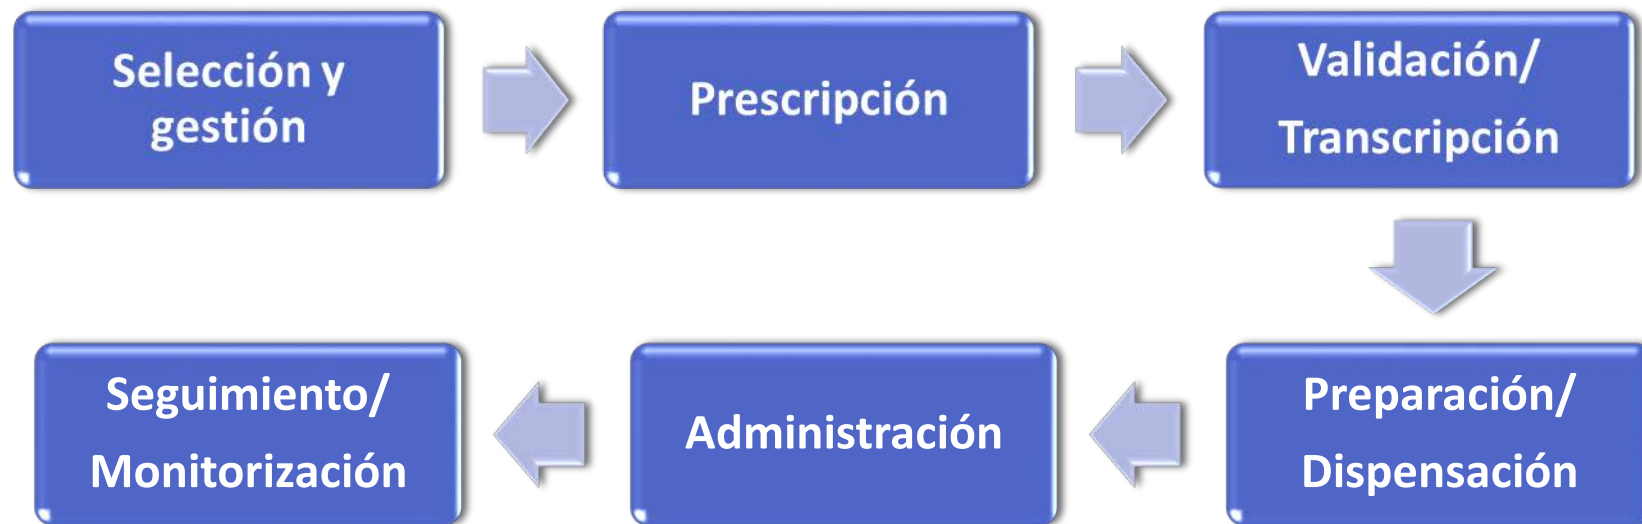 Selección y
gestión
Prescripción
Validación/
Transcripción
Preparación/
Dispensación
Administración
Seguimiento/
Monitorización